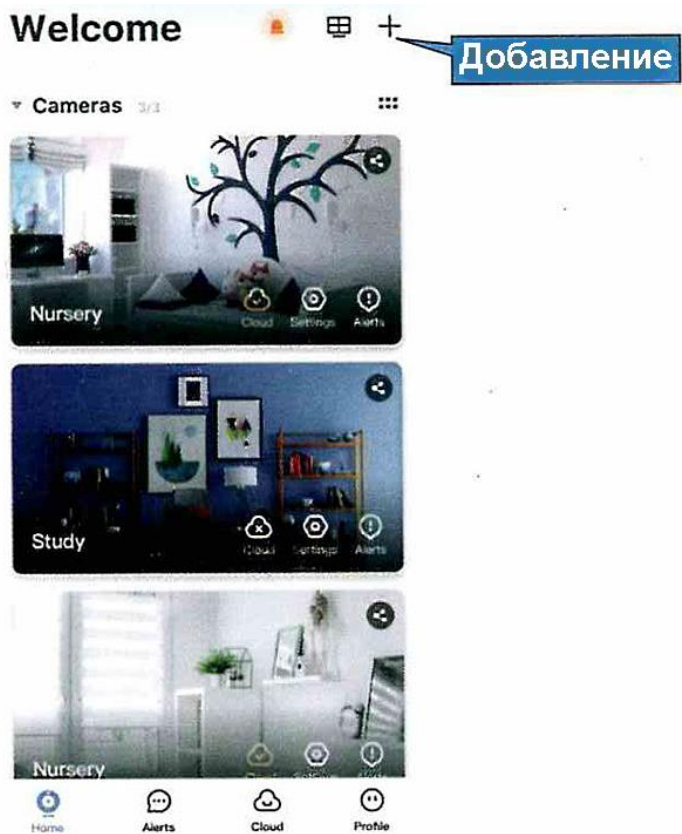 Welcome
Добавление
Cameras 3/3
Nursery
Cloud Settings Alerts
Study
Cloud Settings Alerts
Nursery
Home Alerts Cloud Profile